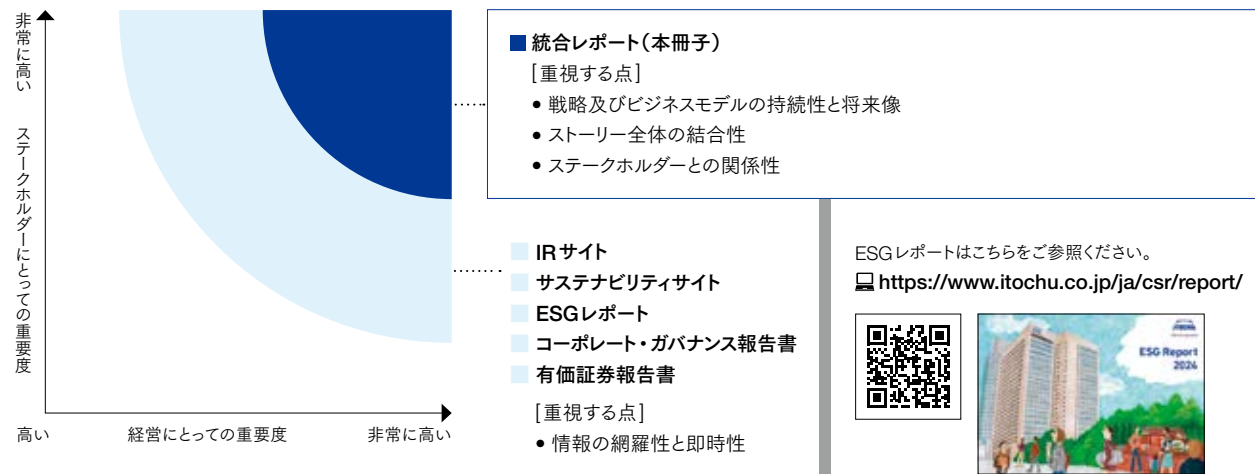 非常に高い
ステークホルダーにとっての重要度
高い
経営にとっての重要度
非常に高い
統合レポート(本冊子)
[重視する点]
• 戦略及びビジネスモデルの持続性と将来像
• ストーリー全体の結合性
• ステークホルダーとの関係性
IRサイト
サステナビリティサイト
ESGレポート
コーポレート・ガバナンス報告書
有価証券報告書
[重視する点]
• 情報の網羅性と即時性
ESGレポートはこちらをご参照ください。
https://www.itochu.co.jp/ja/csr/report/
ESG Report
2024